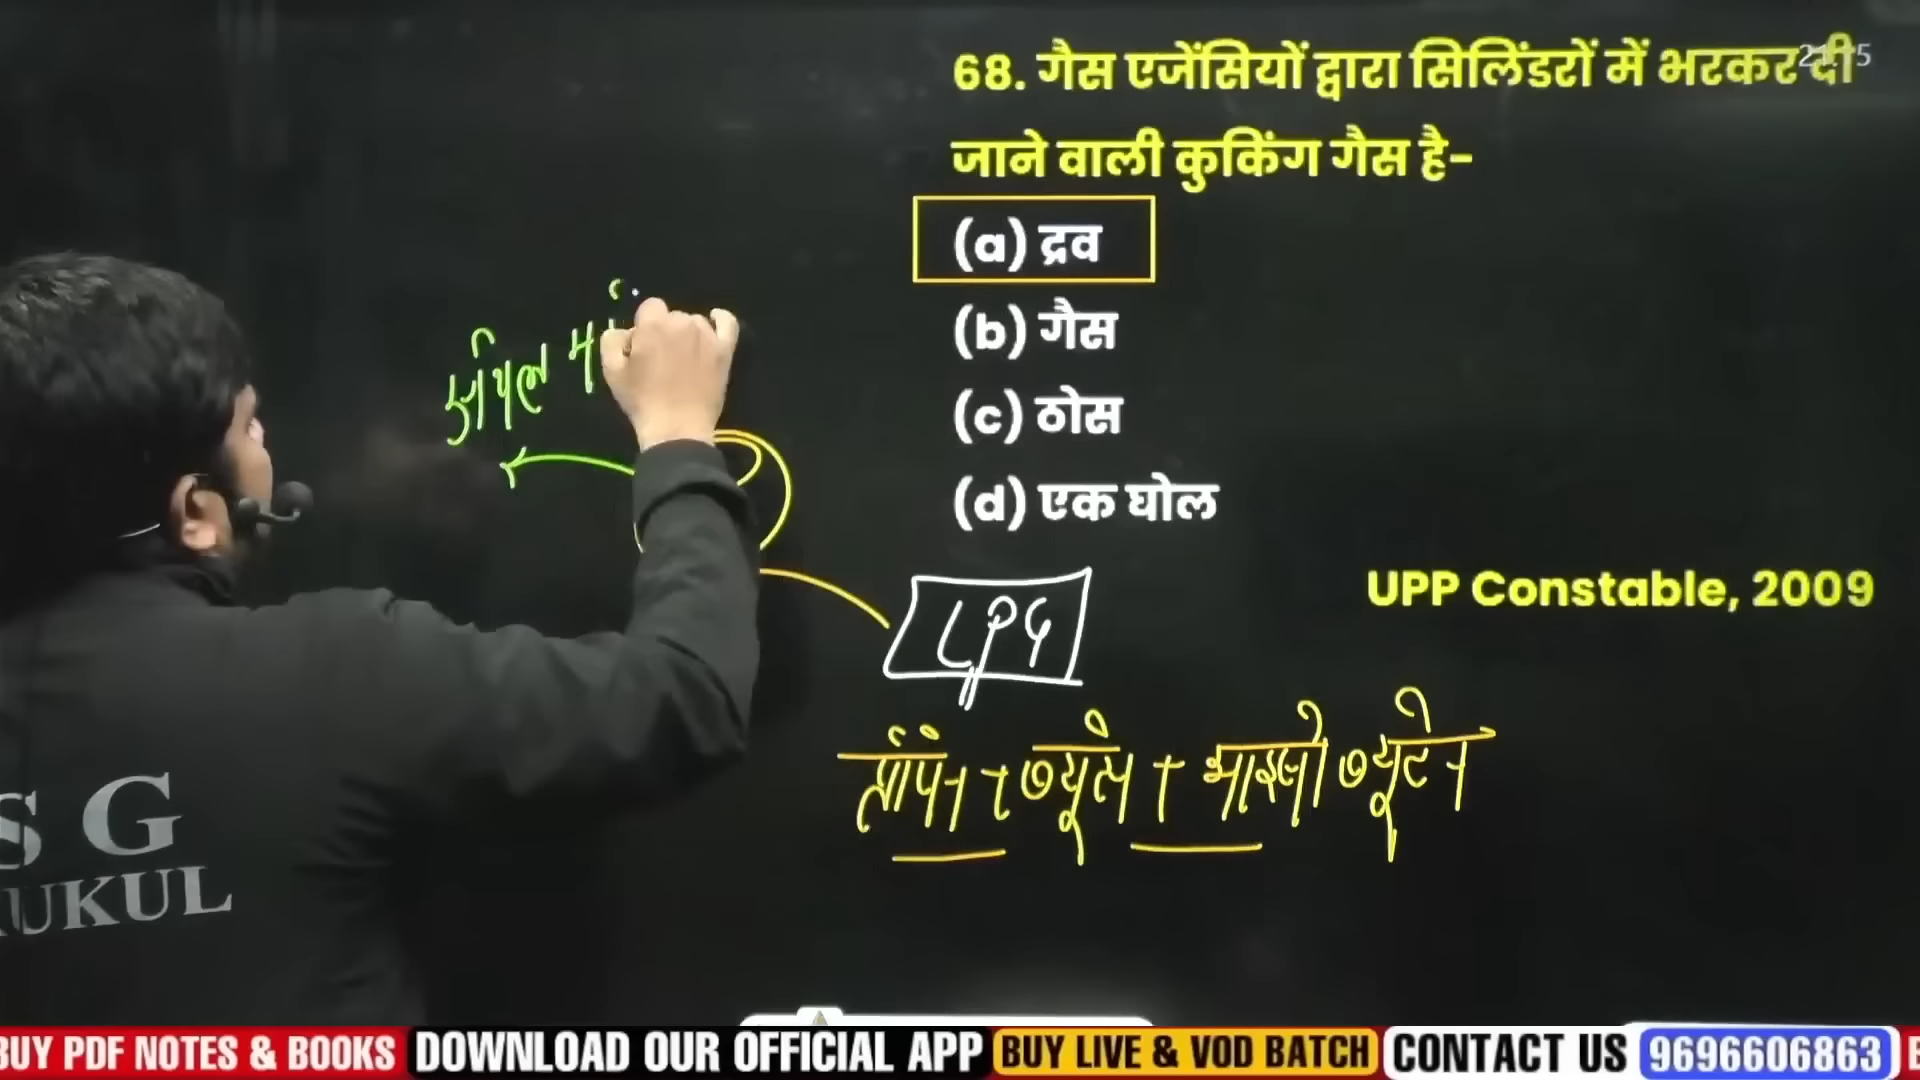 68. गैस एजेंसियों द्वारा सिलिंडरों में भरकर दी
जाने वाली कुकिंग गैस है-
(a) द्रव
(b) गैस
(c) ठोस
(d) एक घोल
UPP Constable, 2009
LPG
S G
UKUL
BUY PDF NOTES & BOOKS DOWNLOAD OUR OFFICIAL APP BUY LIVE & VOD BATCH CONTACT US 9696606863